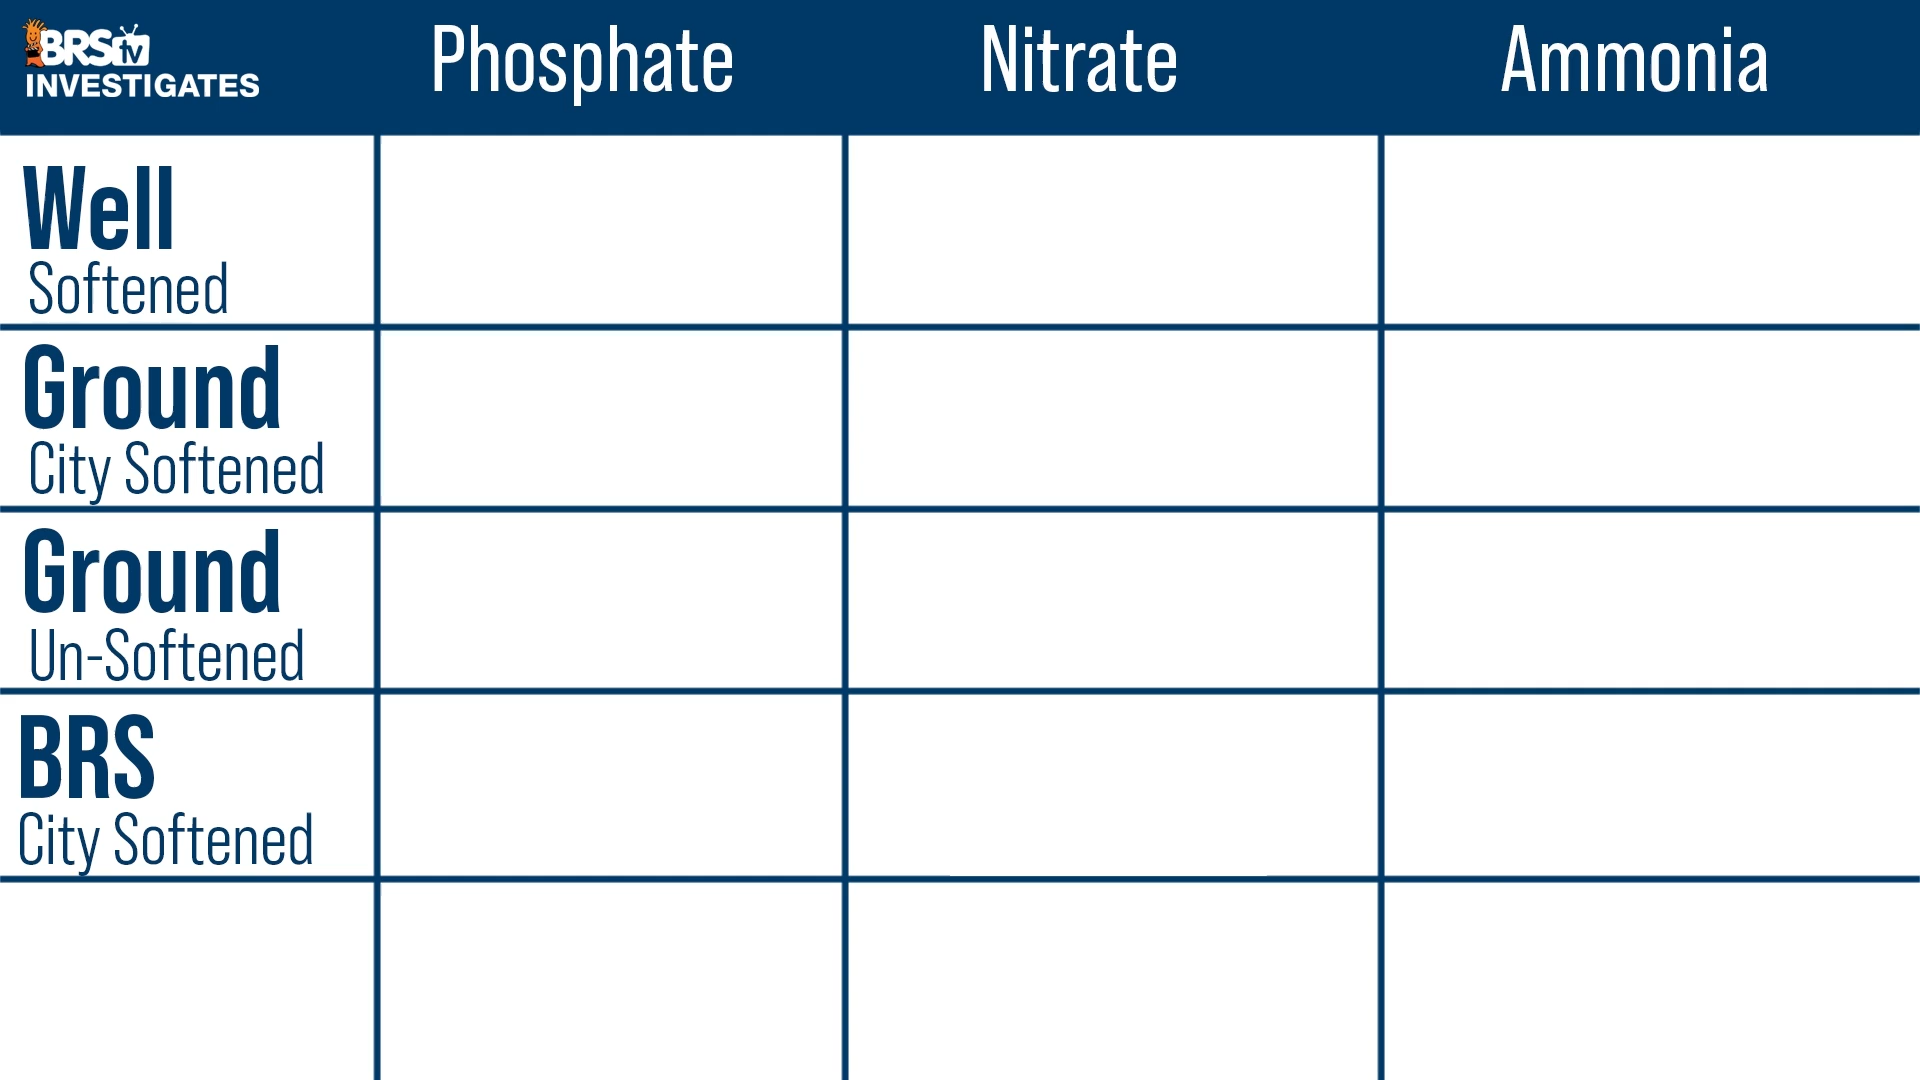 BRStv
INVESTIGATES
Phosphate Nitrate Ammonia
Well
Softened
Ground
City Softened
Ground
Un-Softened
BRS
City Softened